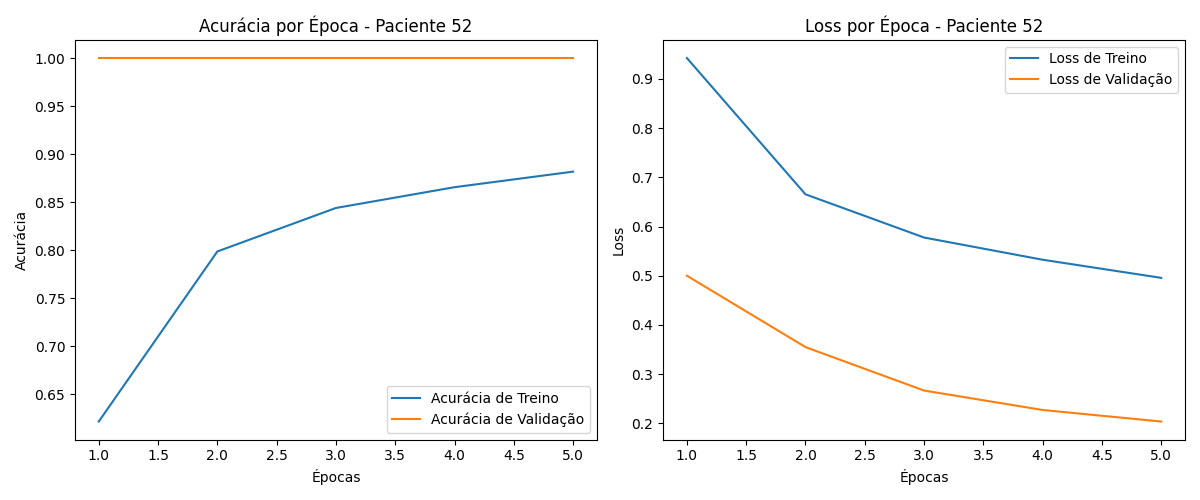 Acurácia por Época - Paciente 52
1.00
0.95
0.90
0.85
0.80
0.75
0.70
0.65
Acurácia
Acurácia de Treino
Acurácia de Validação
1.0 1.5 2.0 2.5 3.0 3.5 4.0 4.5 5.0
Épocas
Loss por Época - Paciente 52
Loss de Treino
Loss de Validação
0.9
0.8
0.7
0.6
0.5
0.4
0.3
0.2
Loss
1.0 1.5 2.0 2.5 3.0 3.5 4.0 4.5 5.0
Épocas